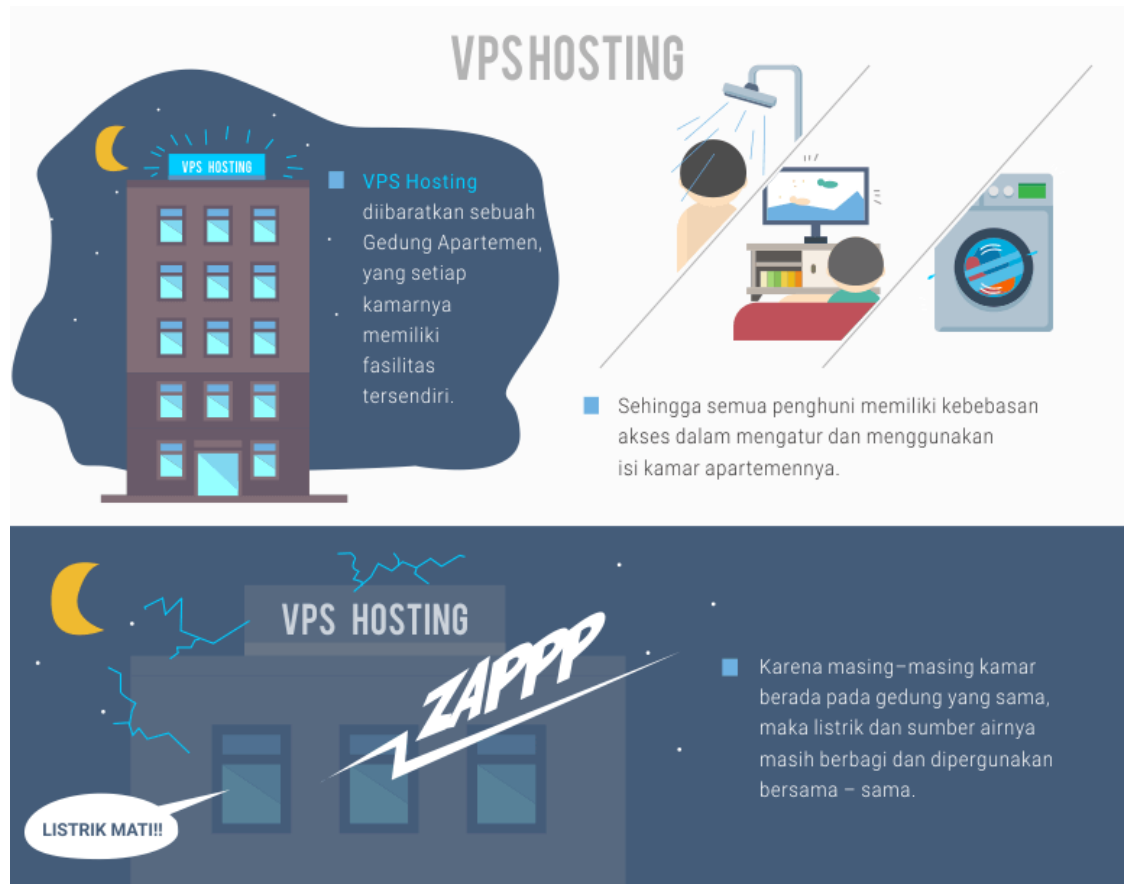 VPS HOSTING
VPS HOSTING
VPS Hosting
diibaratkan sebuah
Gedung Apartemen,
yang setiap
kamarnya
memiliki
fasilitas
tersendiri.
Sehingga semua penghuni memiliki kebebasan
akses dalam mengatur dan menggunakan
isi kamar apartemennya.
VPS HOSTING
ZAPPP
LISTRIK MATI!!
Karena masing–masing kamar
berada pada gedung yang sama,
maka listrik dan sumber airnya
masih berbagi dan dipergunakan
bersama – sama.